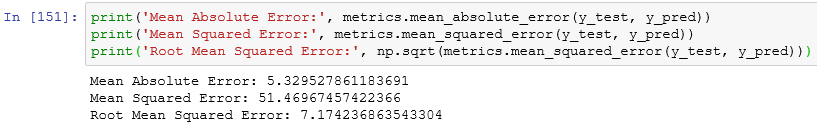 In [151]: print('Mean Absolute Error:', metrics.mean_absolute_error(y_test, y_pred))
print('Mean Squared Error:', metrics.mean_squared_error(y_test, y_pred))
print('Root Mean Squared Error:', np.sqrt(metrics.mean_squared_error(y_test, y_pred)))
Mean Absolute Error: 5.329527861183691
Mean Squared Error: 51.46967457422366
Root Mean Squared Error: 7.174236863543304